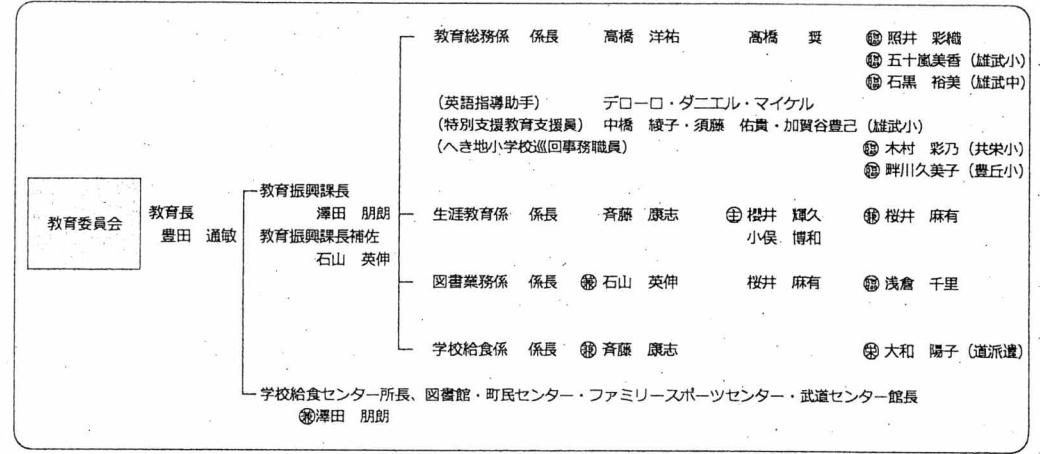 教育総務係 係長 高橋 洋祐 高橋 奨 ㊩照井 彩織
五十嵐美香（雄武小）
石黒 裕美（雄武中）
（英語指導助手） デローロ・ダニエル・マイケル
（特別支援教育支援員） 中橋 綾子・須藤 佑貴・加賀谷豊己（雄武小）
（へき地小学校巡回事務職員） 木村 彩乃（共栄小）
畔川久美子（豊丘小）
教育委員会
教育長
豊田 通敏
教育振興課長
澤田 朋朗
教育振興課長補佐
石山 英伸
生涯教育係 係長 斉藤 康志 主 櫻井 輝久 兼 桜井 麻有
小俣 博和
図書業務係 係長 兼 石山 英伸 桜井 麻有 臨 浅倉 千里
学校給食係 係長 兼 斉藤 康志 栄 大和 陽子（道派遣）
学校給食センター所長、図書館・町民センター・ファミリースポーツセンター・武道センター館長
兼 澤田 朋朗